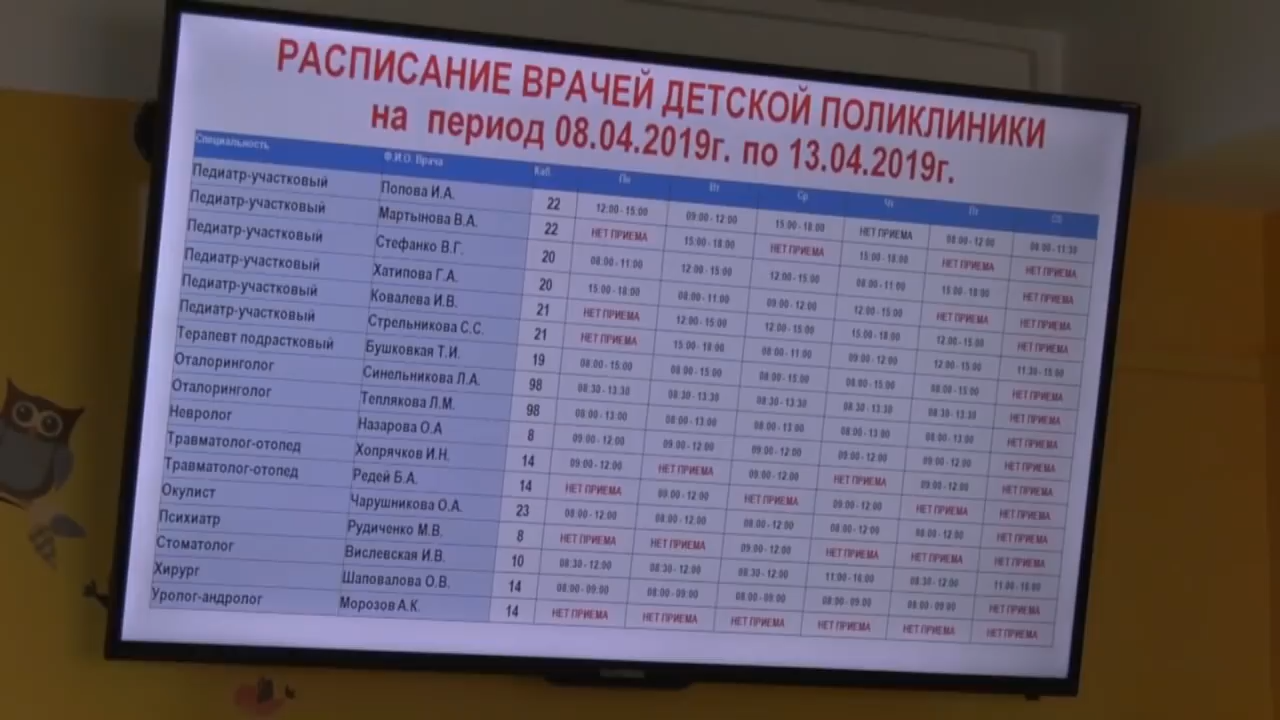 РАСПИСАНИЕ ВРАЧЕЙ ДЕТСКОЙ ПОЛИКЛИНИКИ
на период 08.04.2019г. по 13.04.2019г.
Специальность Ф.И.О. Врача Каб. Пн Вт Ср Чт Пт Сб
Педиатр-участковый Попова И.А. 22 12:00 - 15:00 09:00 - 12:00 15:00 - 18:00 НЕТ ПРИЕМА 08:00 - 12:00 08:00 - 11:30
Педиатр-участковый Мартынова В.А. 22 НЕТ ПРИЕМА 15:00 - 18:00 НЕТ ПРИЕМА 15:00 - 18:00 НЕТ ПРИЕМА НЕТ ПРИЕМА
Педиатр-участковый Стефанко В.Г. 20 08:00 - 11:00 12:00 - 15:00 12:00 - 15:00 08:00 - 11:00 15:00 - 18:00 НЕТ ПРИЕМА
Педиатр-участковый Хатипова Г.А. 20 15:00 - 18:00 08:00 - 11:00 09:00 - 12:00 12:00 - 15:00 НЕТ ПРИЕМА НЕТ ПРИЕМА
Педиатр-участковый Ковалева И.В. 21 НЕТ ПРИЕМА 12:00 - 15:00 12:00 - 15:00 15:00 - 18:00 12:00 - 15:00 НЕТ ПРИЕМА
Педиатр-участковый Стрельникова С.С. 21 НЕТ ПРИЕМА 15:00 - 18:00 08:00 - 11:00 09:00 - 12:00 12:00 - 15:00 11:30 - 15:00
Терапевт подрастковый Бушковкая Т.И. 19 08:00 - 15:00 08:00 - 15:00 08:00 - 15:00 08:00 - 15:00 08:00 - 15:00 НЕТ ПРИЕМА
Оталоринголог Синельникова Л.А. 98 08:30 - 13:30 08:30 - 13:30 08:30 - 13:30 08:30 - 13:30 08:30 - 13:30 НЕТ ПРИЕМА
Оталоринголог Теплякова Л.М. 98 08:00 - 13:00 08:00 - 13:00 08:00 - 13:00 08:00 - 13:00 08:00 - 13:00 НЕТ ПРИЕМА
Невролог Назарова О.А 8 09:00 - 12:00 09:00 - 12:00 09:00 - 12:00 09:00 - 12:00 09:00 - 12:00 НЕТ ПРИЕМА
Травматолог-отопед Хопрячков И.Н. 14 09:00 - 12:00 НЕТ ПРИЕМА 09:00 - 12:00 НЕТ ПРИЕМА 09:00 - 12:00 НЕТ ПРИЕМА
Травматолог-отопед Редей Б.А. 14 НЕТ ПРИЕМА 09:00 - 12:00 НЕТ ПРИЕМА 09:00 - 12:00 НЕТ ПРИЕМА НЕТ ПРИЕМА
Окулист Чарушникова О.А. 23 08:00 - 12:00 08:00 - 12:00 08:00 - 12:00 08:00 - 12:00 08:00 - 12:00 НЕТ ПРИЕМА
Психиатр Рудиченко М.В. 8 НЕТ ПРИЕМА НЕТ ПРИЕМА 09:00 - 12:00 НЕТ ПРИЕМА НЕТ ПРИЕМА НЕТ ПРИЕМА
Стоматолог Вислевская И.В. 10 08:30 - 12:00 08:30 - 12:00 08:30 - 12:00 11:00 - 16:00 08:30 - 12:00 11:00 - 16:00
Хирург Шаповалова О.В. 14 08:00 - 09:00 08:00 - 09:00 08:00 - 09:00 08:00 - 09:00 08:00 - 09:00 НЕТ ПРИЕМА
Уролог-андролог Морозов А.К. 14 НЕТ ПРИЕМА НЕТ ПРИЕМА НЕТ ПРИЕМА НЕТ ПРИЕМА НЕТ ПРИЕМА НЕТ ПРИЕМА